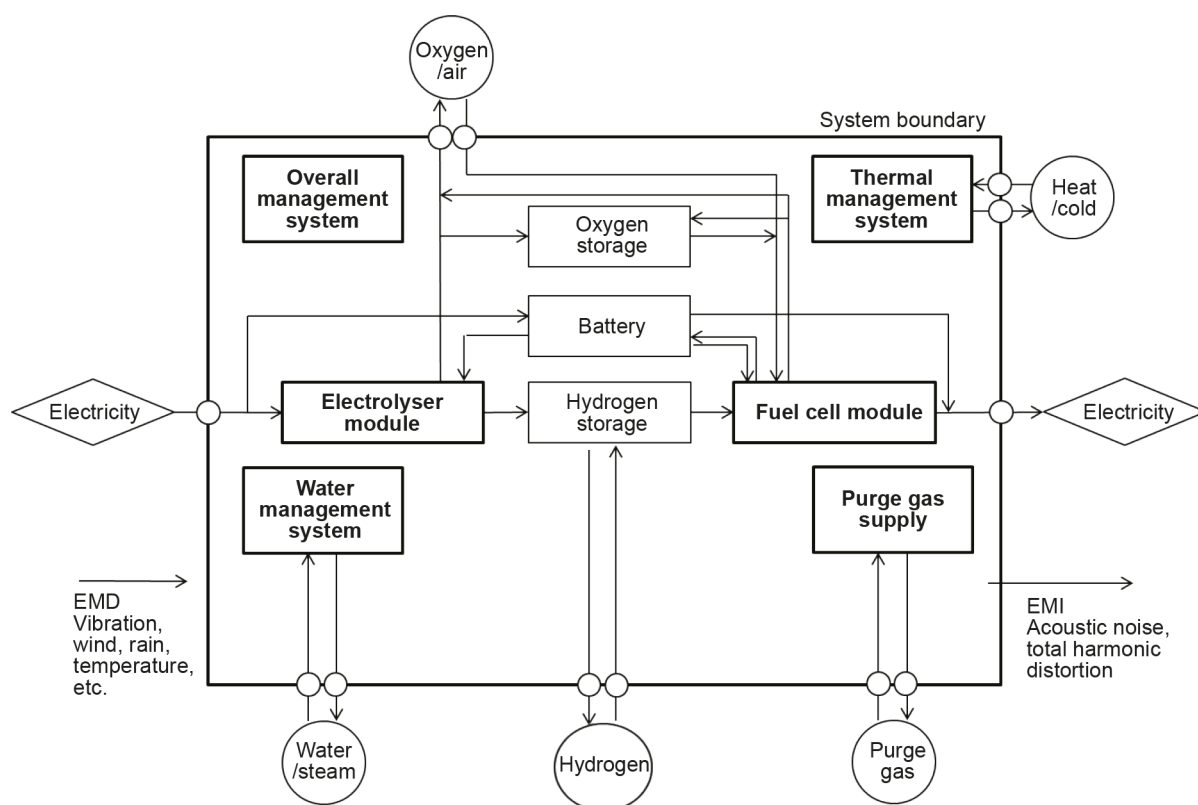 Oxygen
/air
System boundary
Overall
management
system
Thermal
management
system
Heat
/cold
Oxygen
storage
Battery
Electricity
Electrolyser
module
Hydrogen
storage
Fuel cell module
Electricity
Water
management
system
Purge gas
supply
EMD
Vibration,
wind, rain,
temperature,
etc.
EMI
Acoustic noise,
total harmonic
distortion
Water
/steam
Hydrogen
Purge
gas